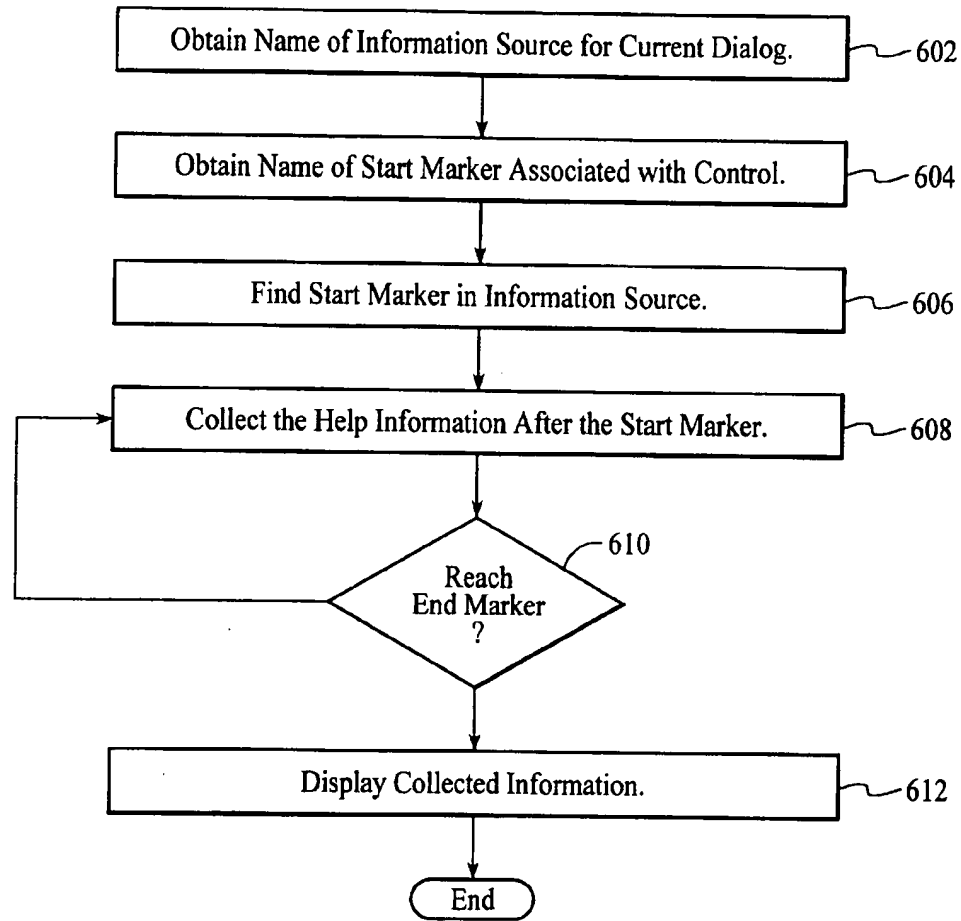 Obtain Name of Information Source for Current Dialog.
602
Obtain Name of Start Marker Associated with Control.
604
Find Start Marker in Information Source.
606
Collect the Help Information After the Start Marker.
608
610
Reach
End Marker
?
Display Collected Information.
612
End